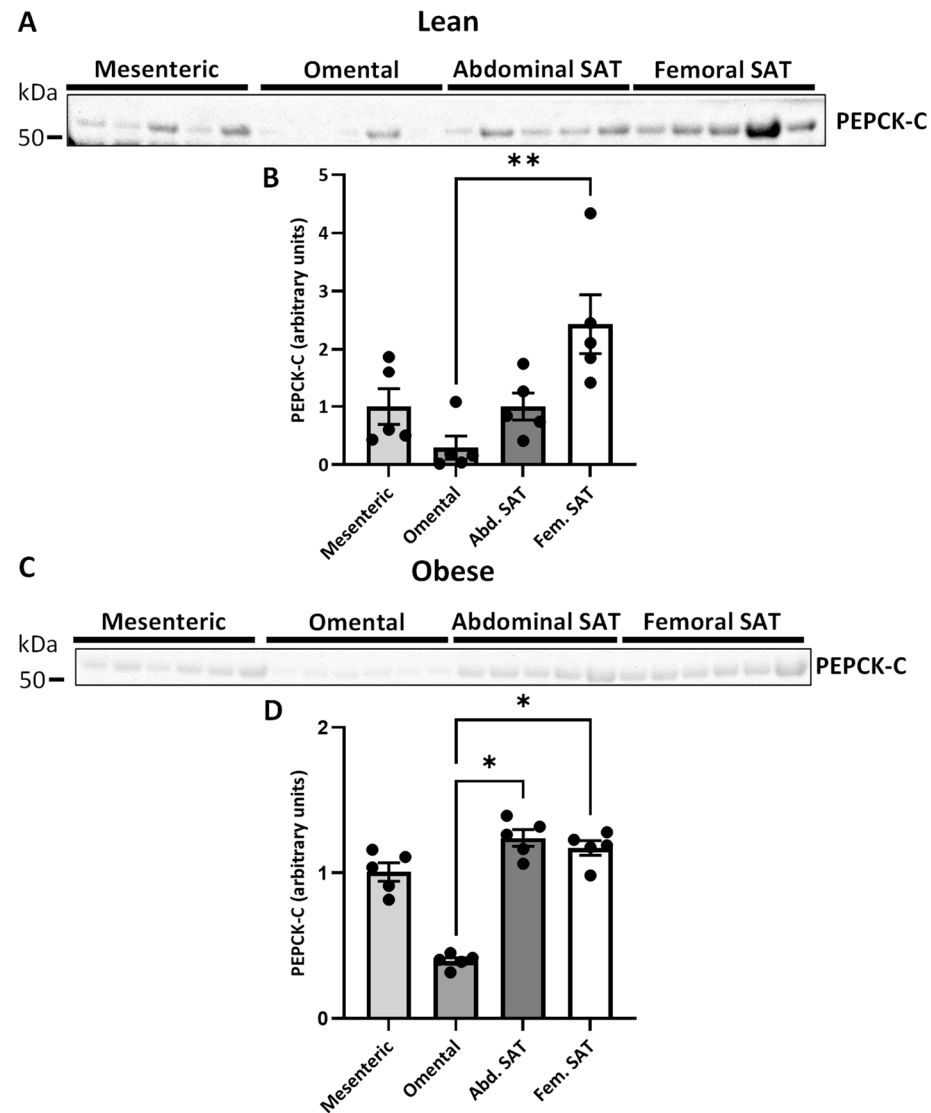 A
Lean
Mesenteric Omental Abdominal SAT Femoral SAT
kDa
50
PEPCK-C
B
**
PEPCK-C (arbitrary units)
5
4
3
2
1
0
Mesenteric
Omental
Abd. SAT
Fem. SAT
C
Obese
Mesenteric Omental Abdominal SAT Femoral SAT
kDa
50
PEPCK-C
D
*
*
PEPCK-C (arbitrary units)
2
1
0
Mesenteric
Omental
Abd. SAT
Fem. SAT